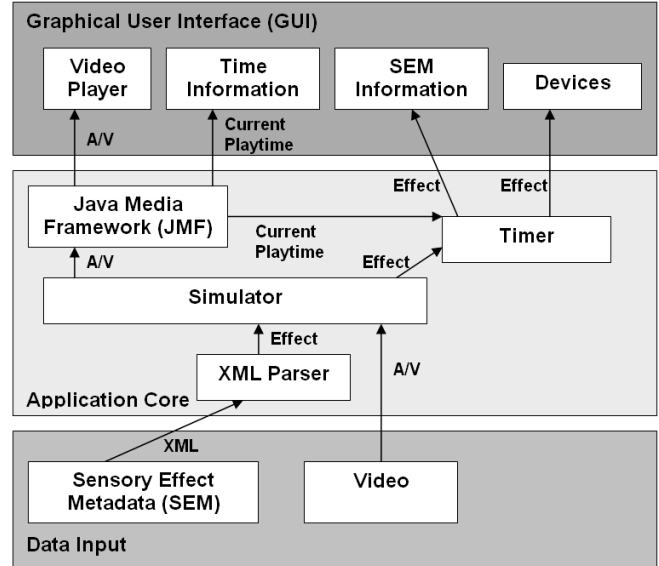 Graphical User Interface (GUI)
Video
Player
Time
Information
SEM
Information
Devices
A/V
Current
Playtime
Effect
Effect
Java Media
Framework (JMF)
Current
Playtime
Timer
A/V
Effect
Simulator
Effect
XML Parser
A/V
Application Core
XML
Sensory Effect
Metadata (SEM)
Video
Data Input